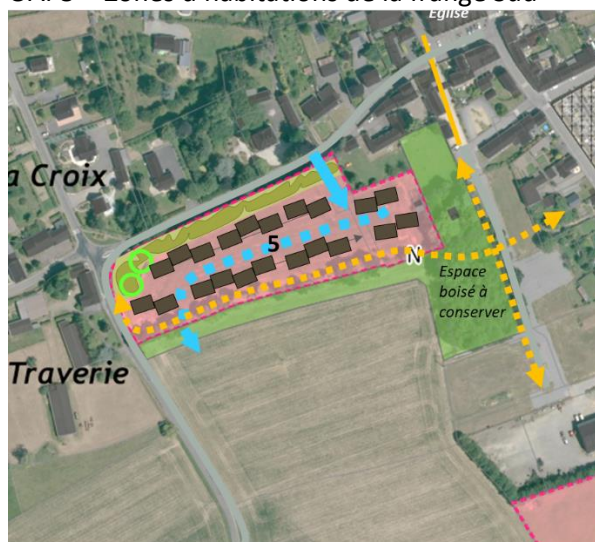 Eglise
a Croix
5
N
Espace
boisé à
conserver
Traverie